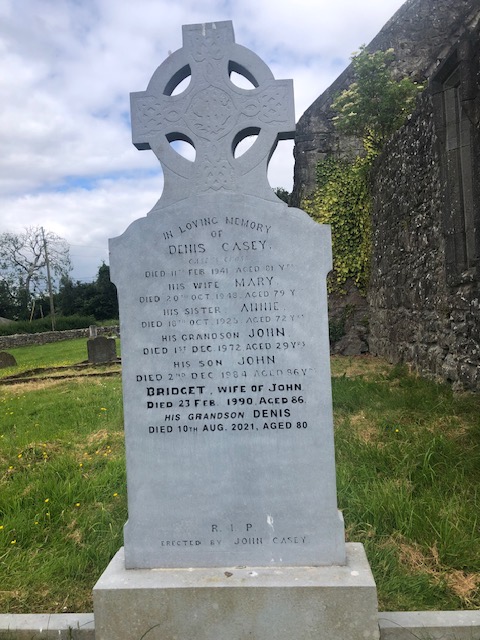 IN LOVING MEMORY
OF
DENIS CASEY.
DIED 11TH FEB 1941 AGED 81 YRS
HIS WIFE MARY
DIED 20TH OCT 1948 AGED 79 Y
HIS SISTER ANNIE
DIED 18TH OCT 1925 AGED 72 YRS
HIS GRANDSON JOHN
DIED 1ST DEC 1972 AGED 29 YRS
HIS SON JOHN
DIED 2ND DEC 1984 AGED 86 YRS
BRIDGET, WIFE OF JOHN
DIED 23 FEB 1990 AGED 86.
HIS GRANDSON DENIS
DIED 10TH AUG. 2021, AGED 80
R. I. P
ERECTED BY JOHN CASEY